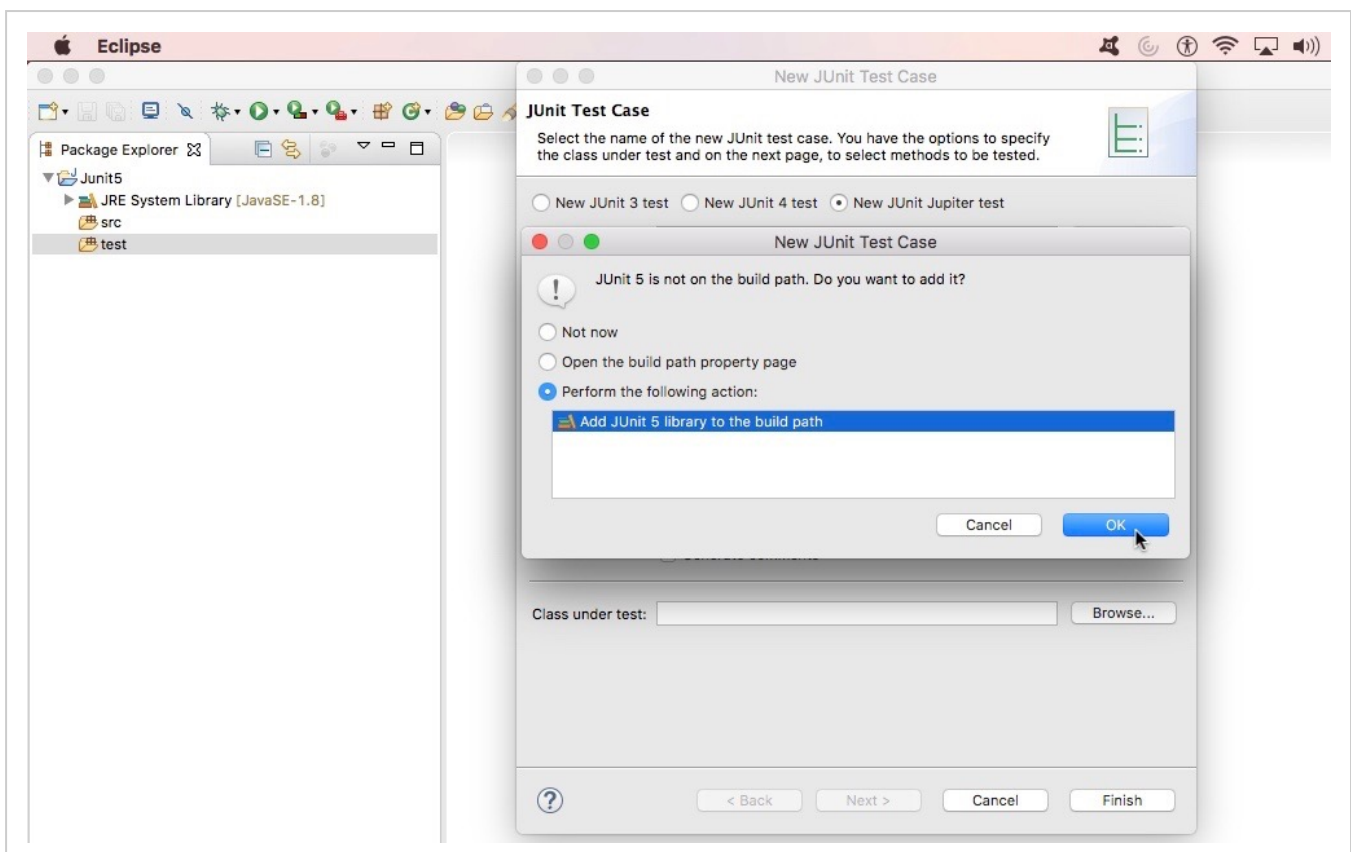 Eclipse
New JUnit Test Case
JUnit Test Case
Select the name of the new JUnit test case. You have the options to specify
the class under test and on the next page, to select methods to be tested.
Package Explorer
Junit5
JRE System Library [JavaSE-1.8]
src
test
New JUnit 3 test New JUnit 4 test New JUnit Jupiter test
New JUnit Test Case
JUnit 5 is not on the build path. Do you want to add it?
Not now
Open the build path property page
Perform the following action:
Add JUnit 5 library to the build path
Cancel OK
Class under test: Browse...
< Back Next > Cancel Finish